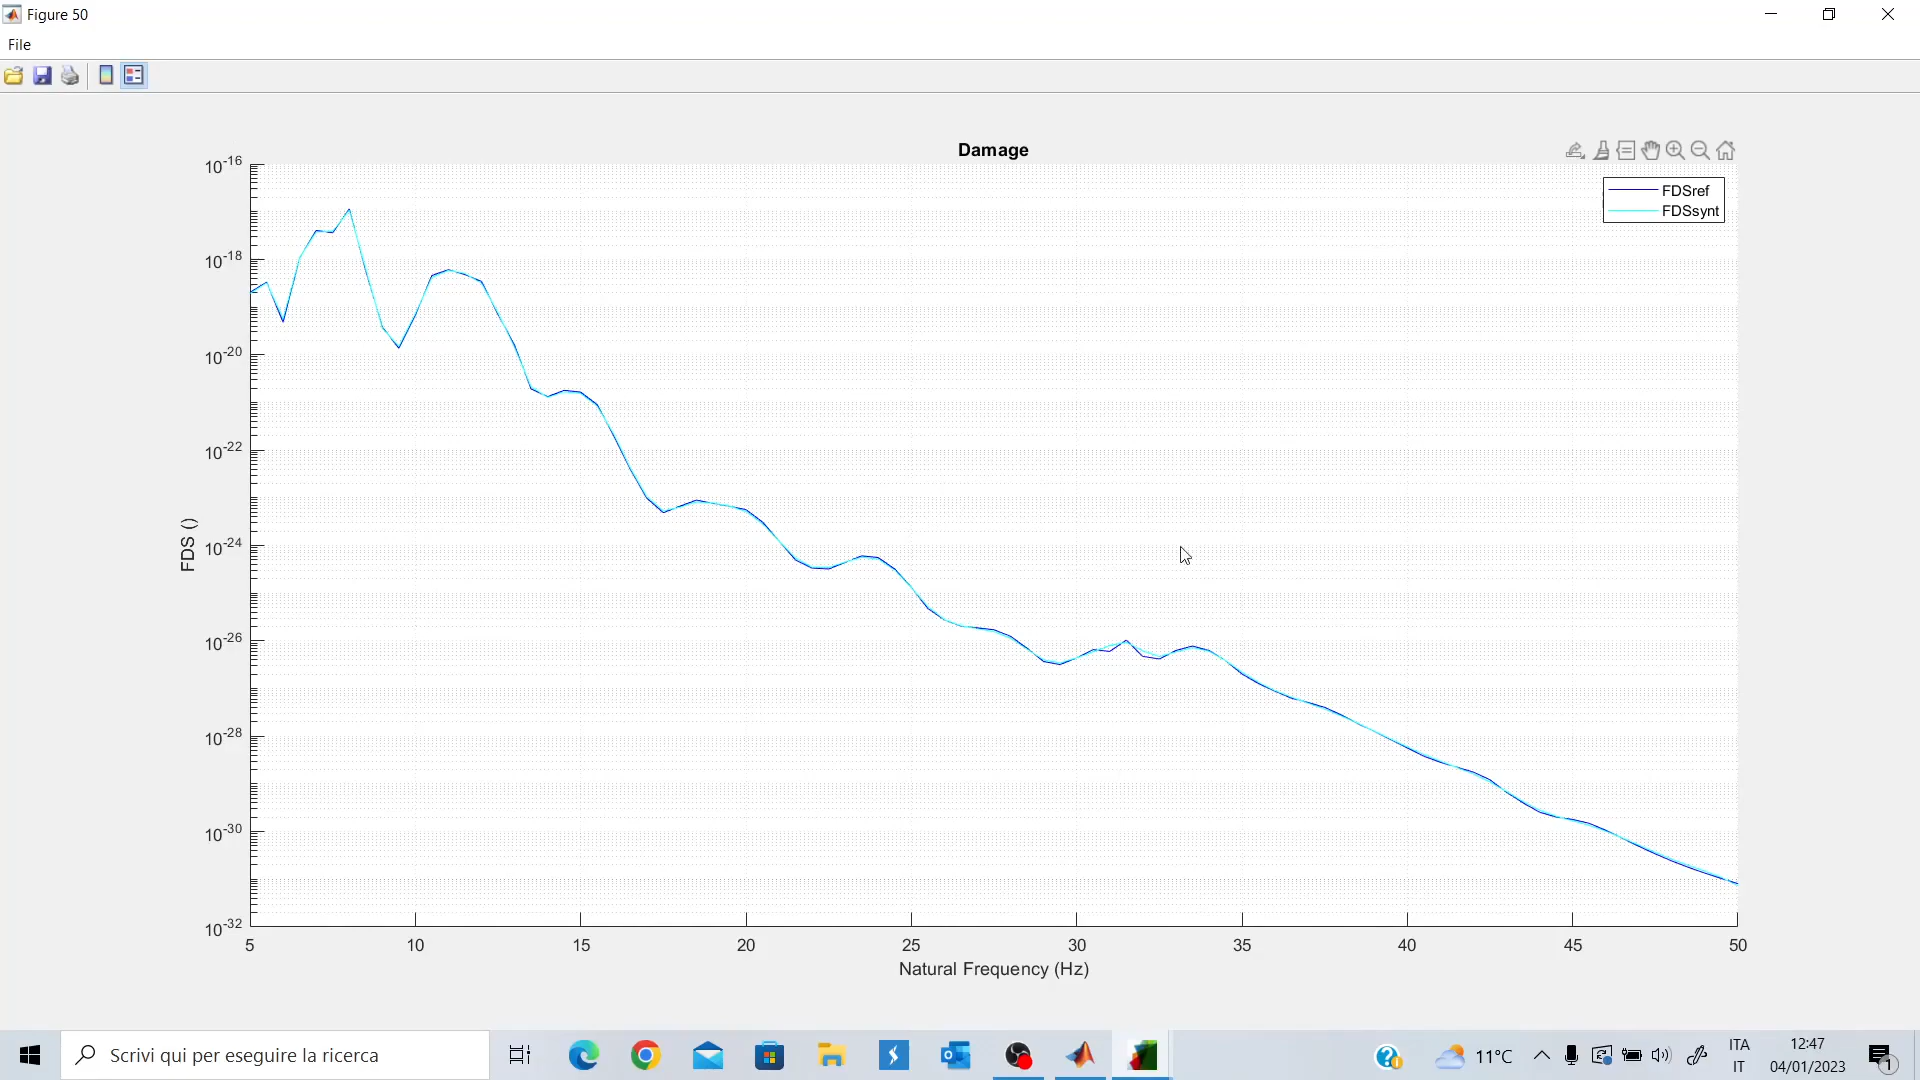 Figure 50
File
Damage
FDSref
FDSsynt
10-16
10-18
10-20
10-22
10-24
10-26
10-28
10-30
10-32
FDS ()
5 10 15 20 25 30 35 40 45 50
Natural Frequency (Hz)
Scrivi qui per eseguire la ricerca
11°C
ITA
IT
12:47
04/01/2023
1